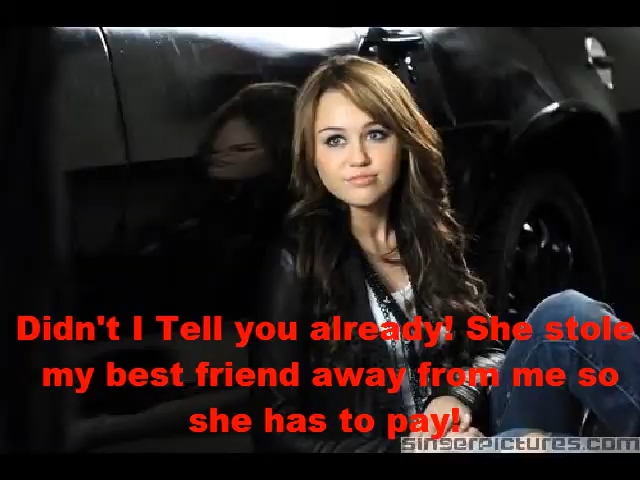 Didn't I Tell you already! She stole
my best friend away from me so
she has to pay!
singerpictures.com